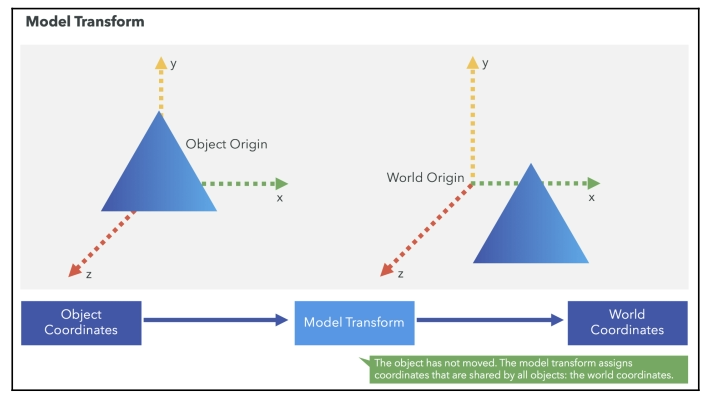 Model Transform
y
Object Origin
x
z
y
World Origin
x
z
Object
Coordinates
Model Transform
World
Coordinates
The object has not moved. The model transform assigns
coordinates that are shared by all objects: the world coordinates.